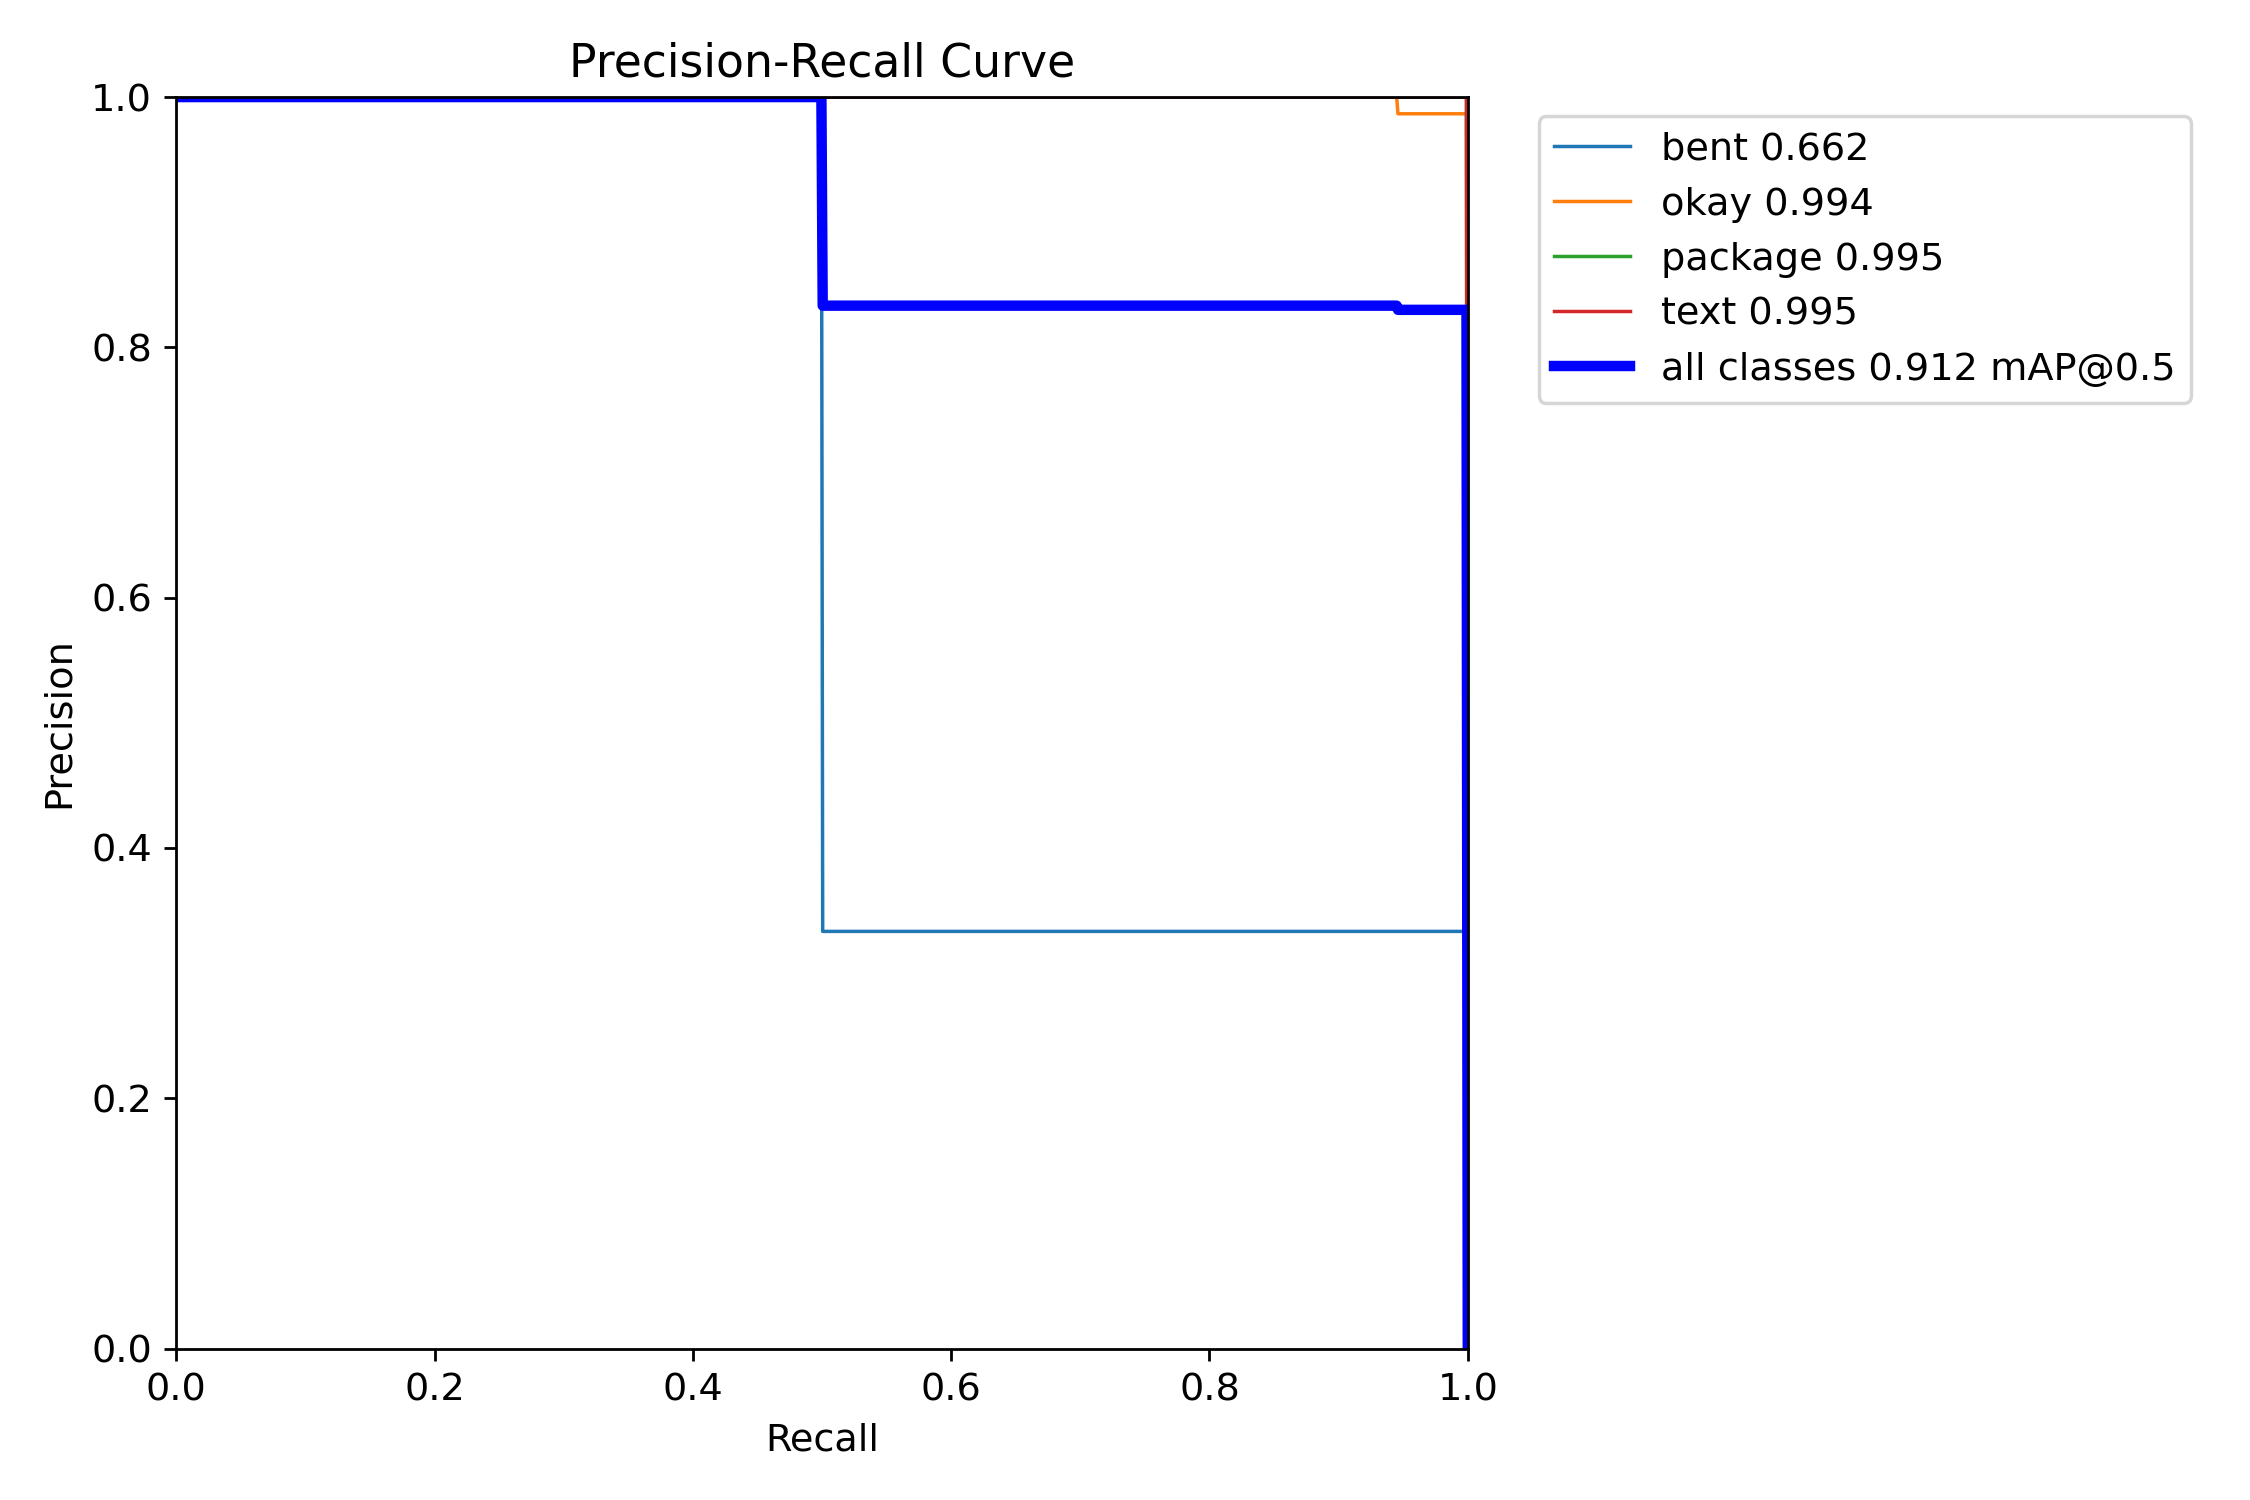 Precision-Recall Curve
1.0
0.8
0.6
0.4
0.2
0.0
Precision
0.0 0.2 0.4 0.6 0.8 1.0
Recall
bent 0.662
okay 0.994
package 0.995
text 0.995
all classes 0.912 mAP@0.5